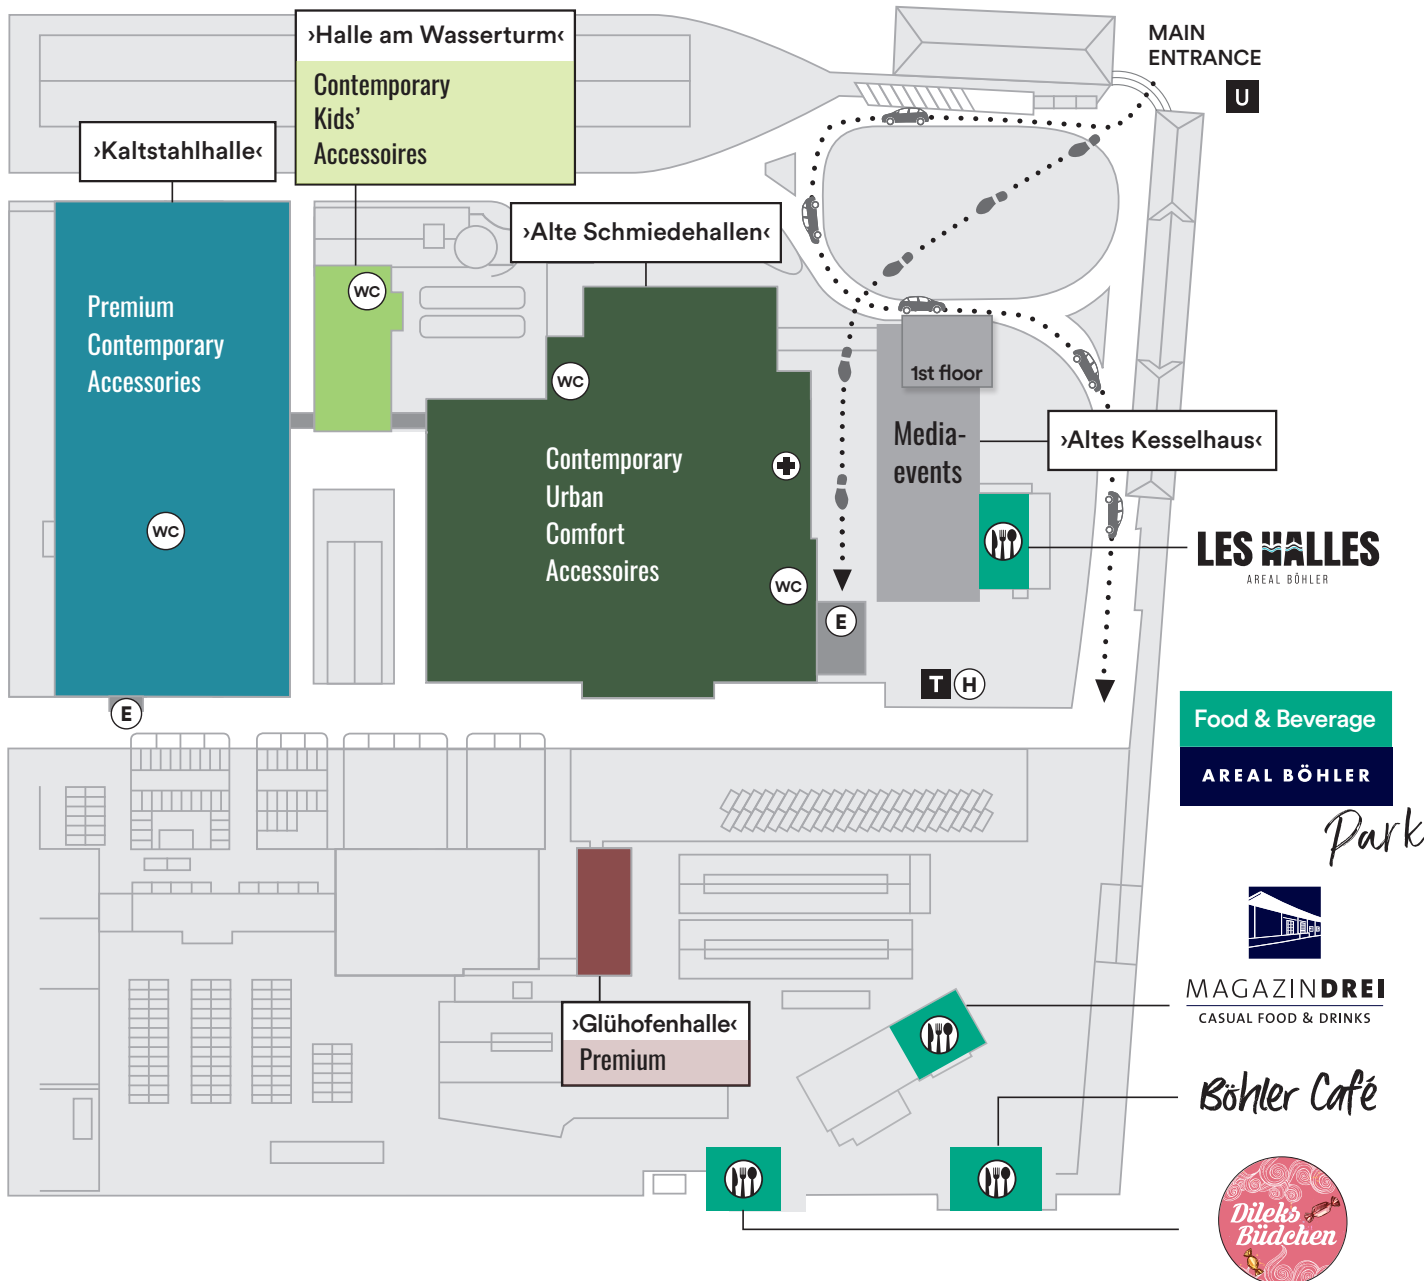 ›Halle am Wasserturm‹
Contemporary
Kids’
Accessoires
MAIN
ENTRANCE
U
›Kaltstahlhalle‹
›Alte Schmiedehallen‹
WC
Premium
Contemporary
Accessories
WC
1st floor
WC
Media-
events
›Altes Kesselhaus‹
Contemporary
Urban
Comfort
Accessoires
WC
WC
LES HALLES
AREAL BÖHLER
E
T
H
E
Food & Beverage
AREAL BÖHLER
Park
MAGAZINDREI
CASUAL FOOD & DRINKS
›Glühofenhalle‹
Premium
Böhler Café
Dileks
Büdchen